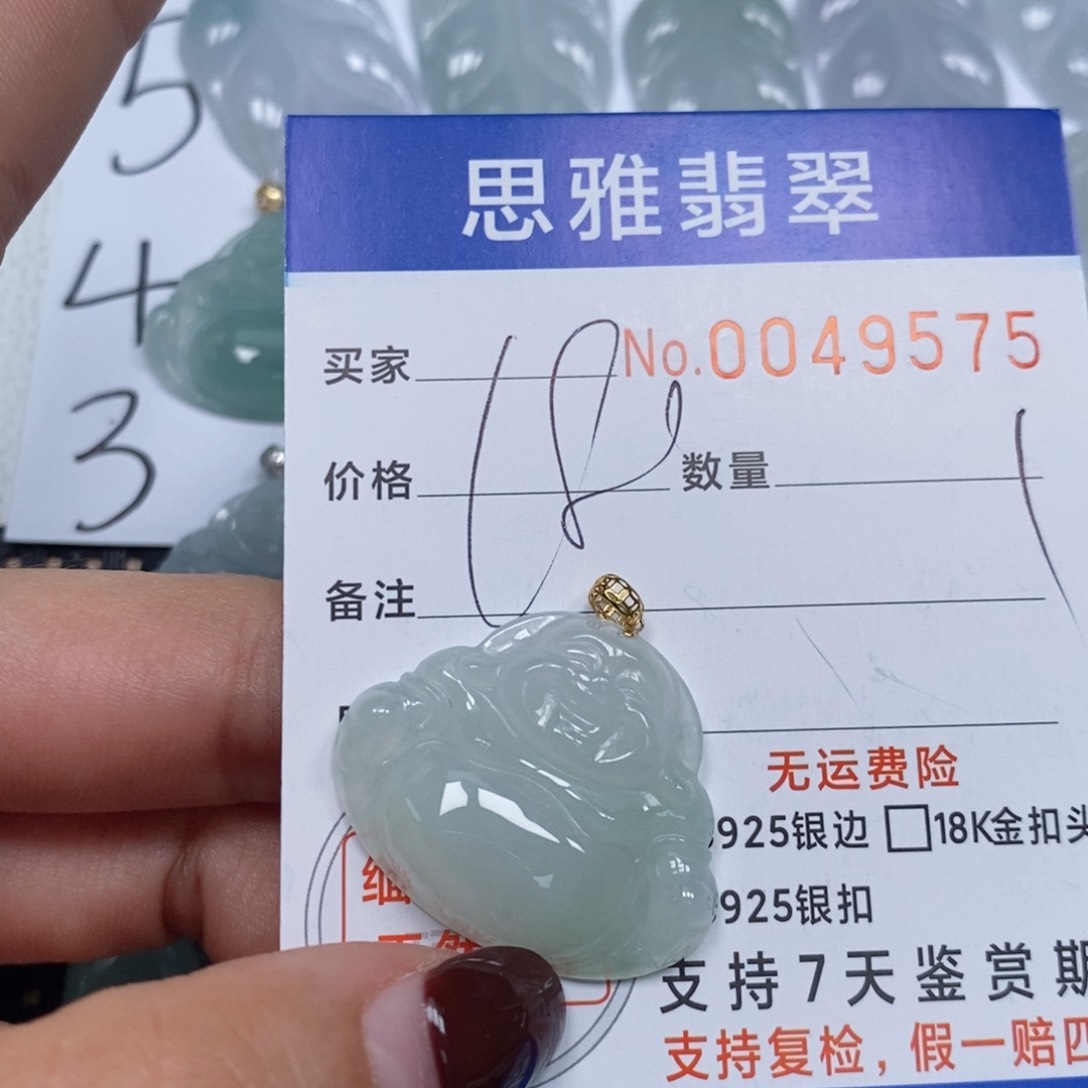 5
4
3
思雅翡翠
No.0049575
买家
价格 18 数量 1
备注
无运费险
925银边 □18K金扣头
925银扣
缅
支持7天鉴赏期
支持复检,假一赔四